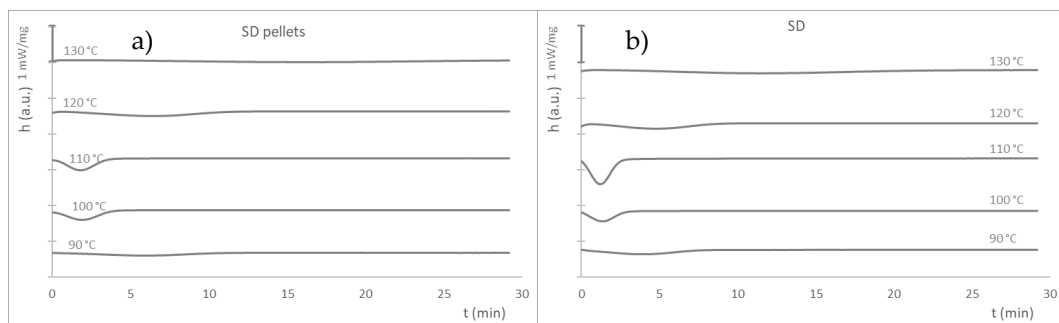 a)
SD pellets
h (a.u.) 1 mW/mg
130 °C
120 °C
110 °C
100 °C
90 °C
0 5 10 15 20 25 30
t (min)
b)
SD
h (a.u.) 1 mW/mg
130 °C
120 °C
110 °C
100 °C
90 °C
0 5 10 15 20 25 30
t (min)